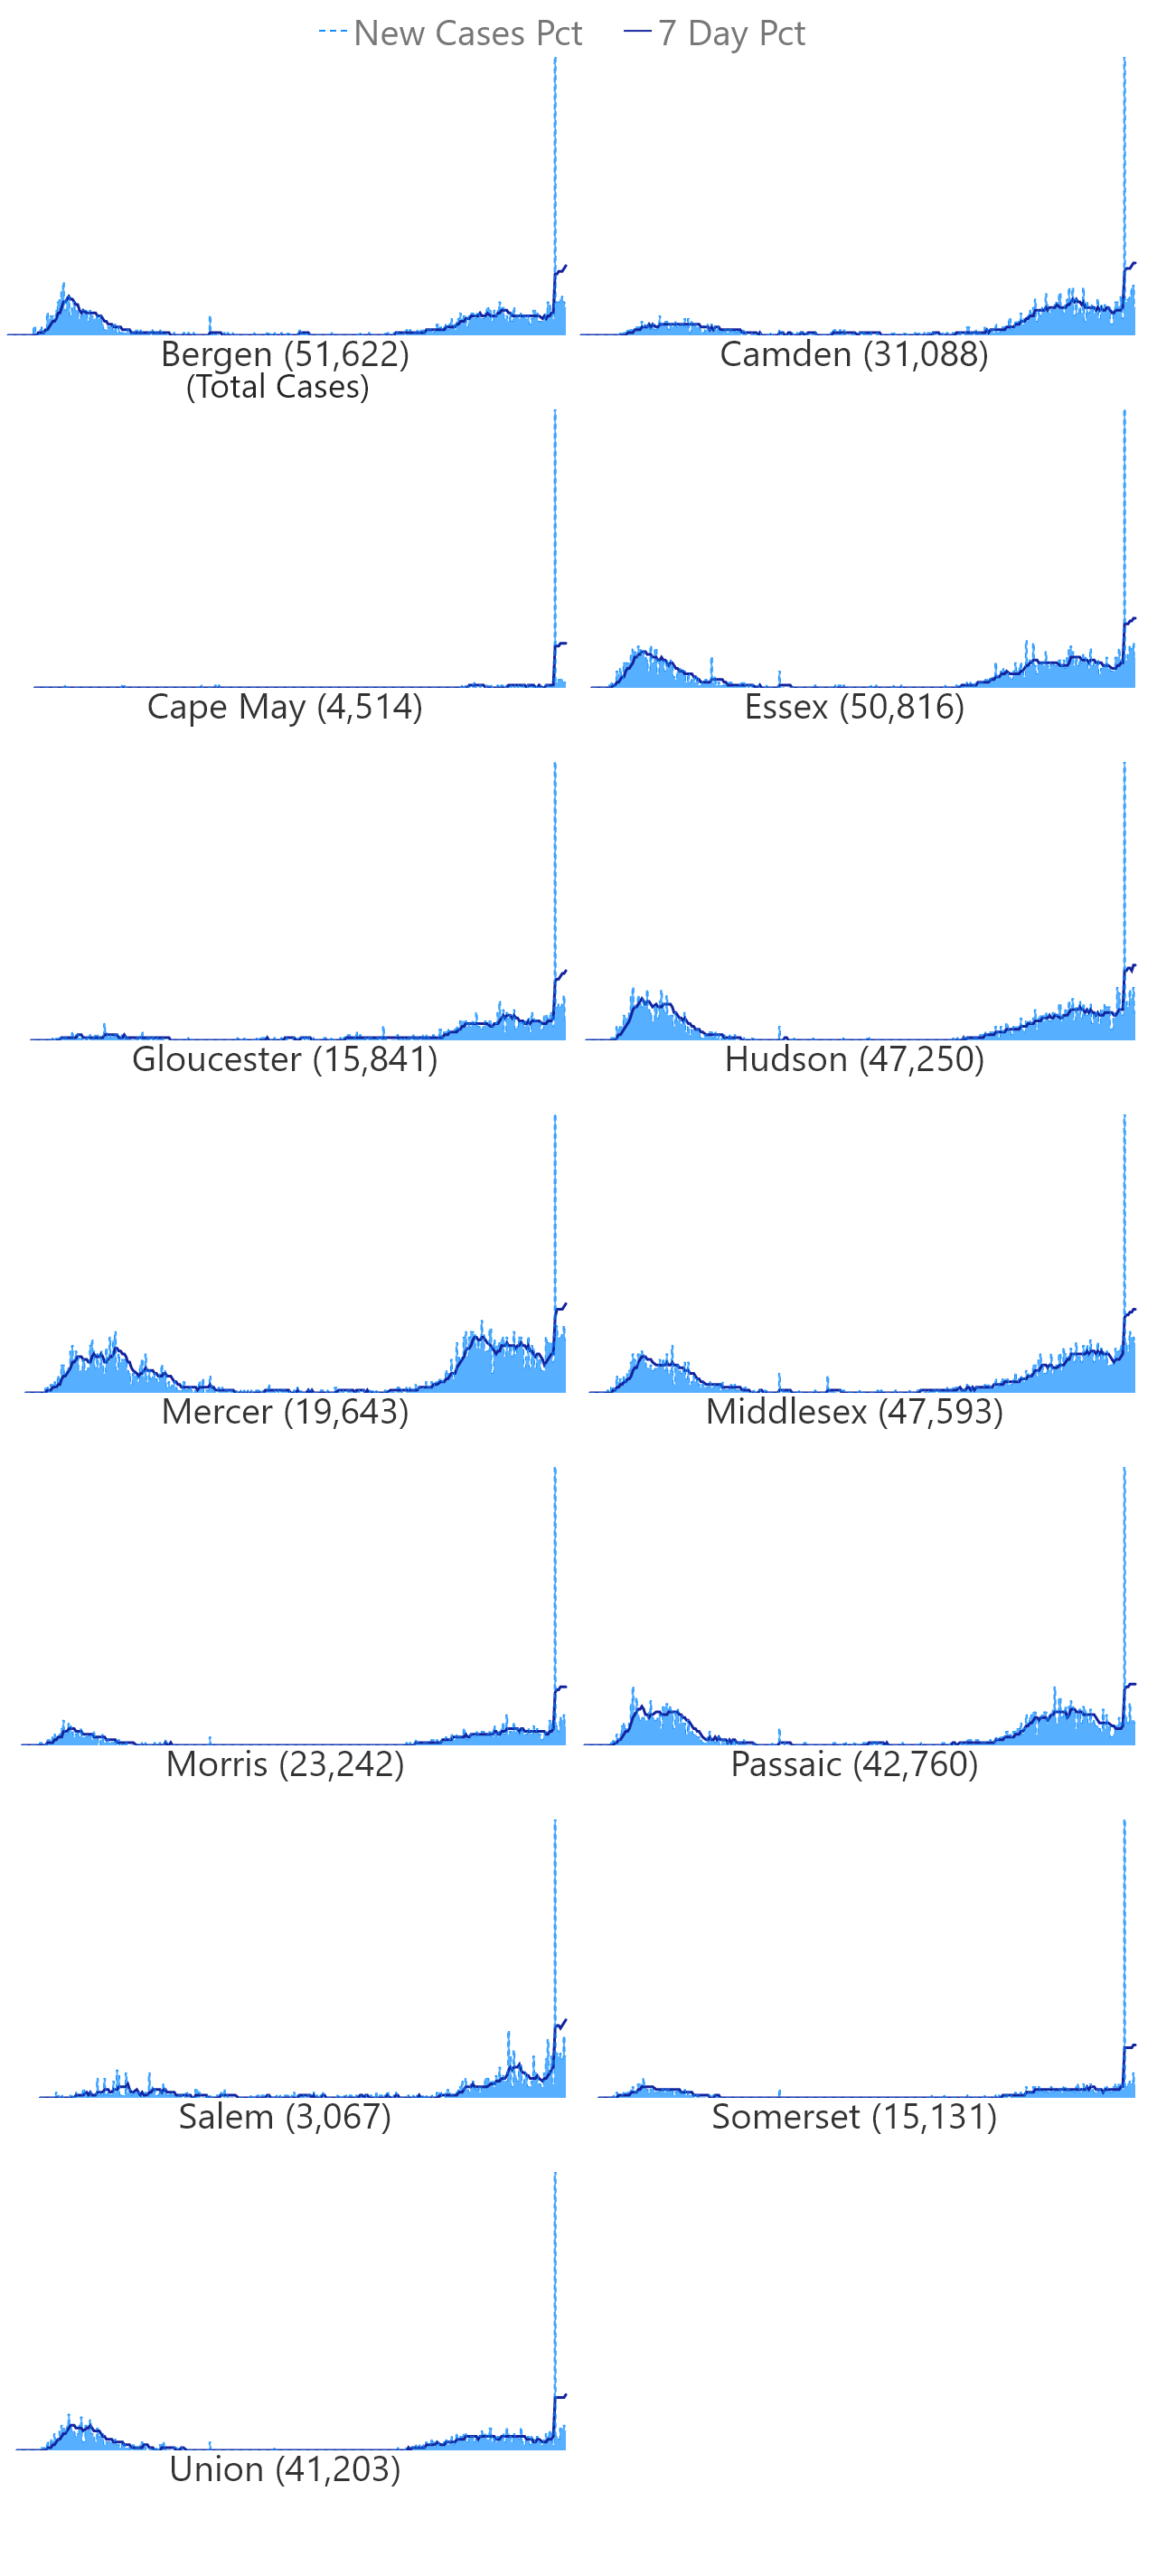 New Cases Pct 7 Day Pct
Bergen (51,622) Camden (31,088)
(Total Cases)
Cape May (4,514) Essex (50,816)
Gloucester (15,841) Hudson (47,250)
Mercer (19,643) Middlesex (47,593)
Morris (23,242) Passaic (42,760)
Salem (3,067) Somerset (15,131)
Union (41,203)